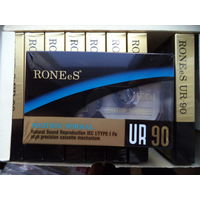 RONEeS
Natural Sound Reproduction IEC I/TYPE I Fe
high precision cassette mechanism
UR 90
RONEeS UR 90